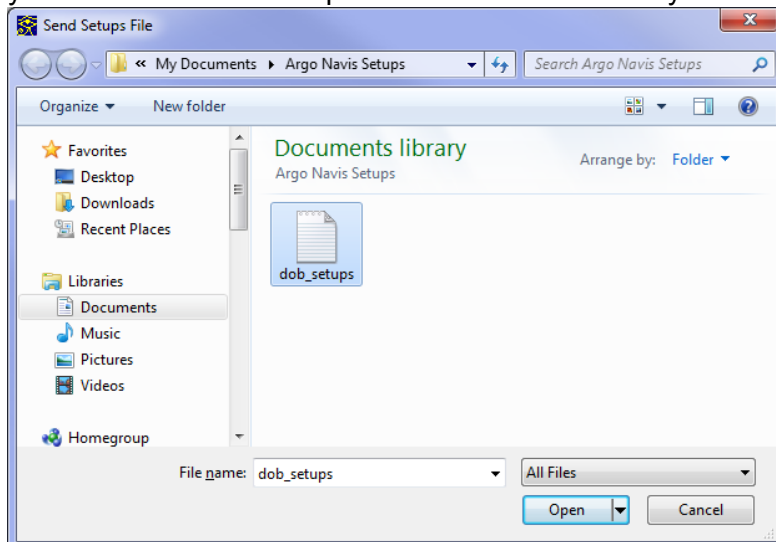 Send Setups File
« My Documents Argo Navis Setups Search Argo Navis Setups
Organize New folder
Favorites
Desktop
Downloads
Recent Places
Libraries
Documents
Music
Pictures
Videos
Homegroup
Documents library
Argo Navis Setups
Arrange by: Folder
dob_setups
File name: dob_setups All Files
Open Cancel